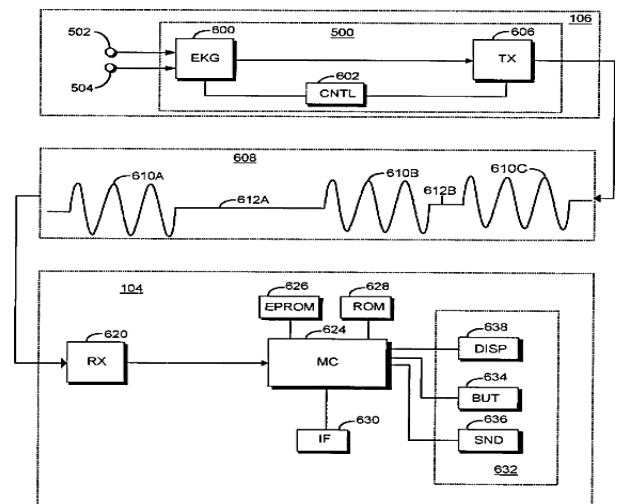 106
502
600
500
606
EKG
TX
504
602
CNTL
608
610A
612A
610B
612B
610C
104
626
EPROM
628
ROM
620
RX
624
MC
638
DISP
634
BUT
636
SND
630
IF
632